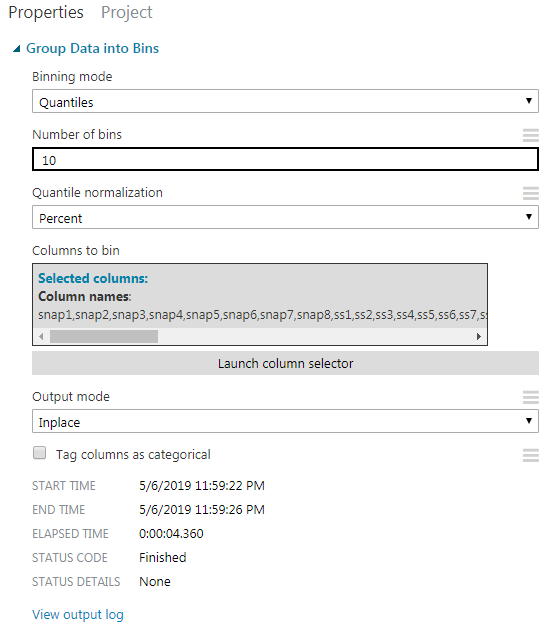 Properties Project
Group Data into Bins
Binning mode
Quantiles
Number of bins
10
Quantile normalization
Percent
Columns to bin
Selected columns:
Column names:
snap1,snap2,snap3,snap4,snap5,snap6,snap7,snap8,ss1,ss2,ss3,ss4,ss5,ss6,ss7,ss
Launch column selector
Output mode
Inplace
Tag columns as categorical
START TIME 5/6/2019 11:59:22 PM
END TIME 5/6/2019 11:59:26 PM
ELAPSED TIME 0:00:04.360
STATUS CODE Finished
STATUS DETAILS None
View output log